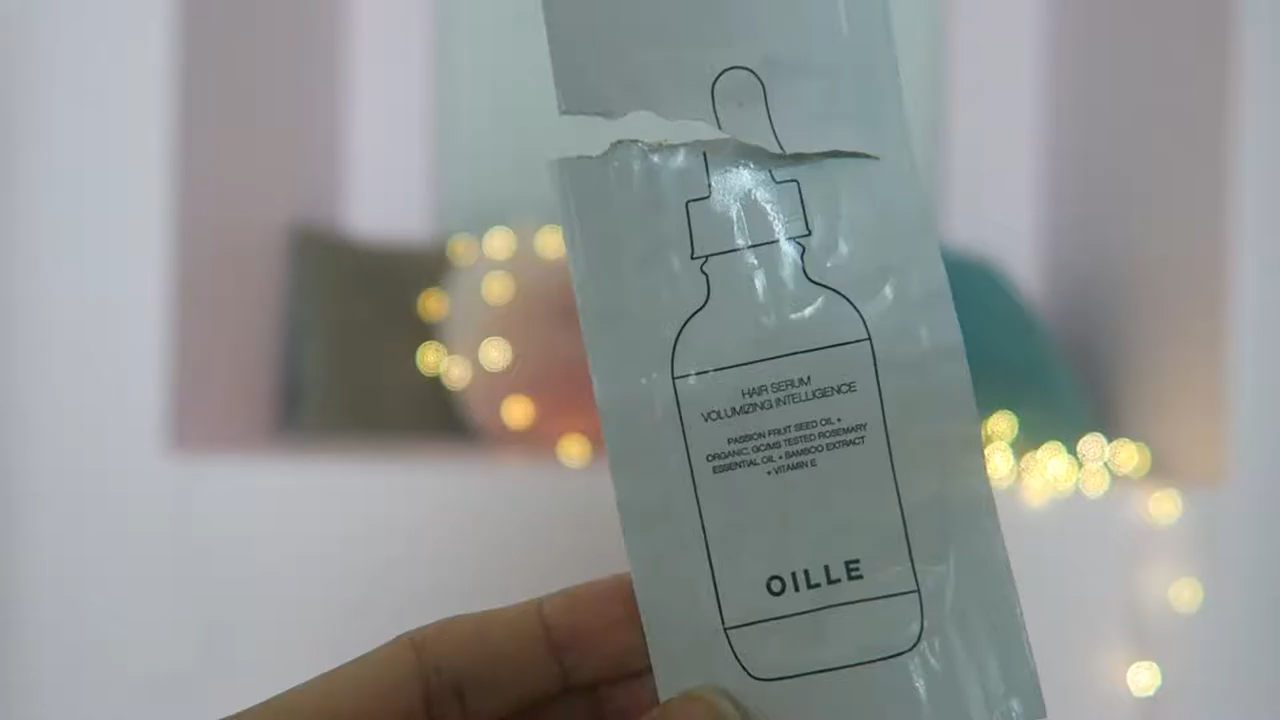 HAIR SERUM
VOLUMIZING INTELLIGENCE
PASSION FRUIT SEED OIL +
ORGANIC, GC/MS TESTED ROSEMARY
ESSENTIAL OIL + BAMBOO EXTRACT
+ VITAMIN E
OILLE